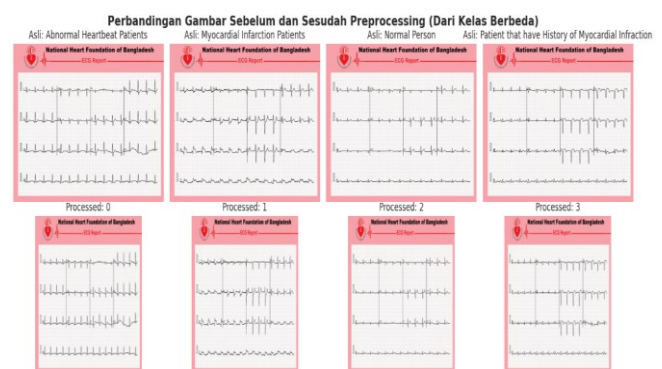 Perbandingan Gambar Sebelum dan Sesudah Preprocessing (Dari Kelas Berbeda)
Asli: Abnormal Heartbeat Patients
Asli: Myocardial Infarction Patients
Asli: Normal Person
Asli: Patient that have History of Myocardial Infraction
National Heart Foundation of Bangladesh
ECG Report
National Heart Foundation of Bangladesh
ECG Report
National Heart Foundation of Bangladesh
ECG Report
National Heart Foundation of Bangladesh
ECG Report
Processed: 0
Processed: 1
Processed: 2
Processed: 3
National Heart Foundation of Bangladesh
ECG Report
National Heart Foundation of Bangladesh
ECG Report
National Heart Foundation of Bangladesh
ECG Report
National Heart Foundation of Bangladesh
ECG Report